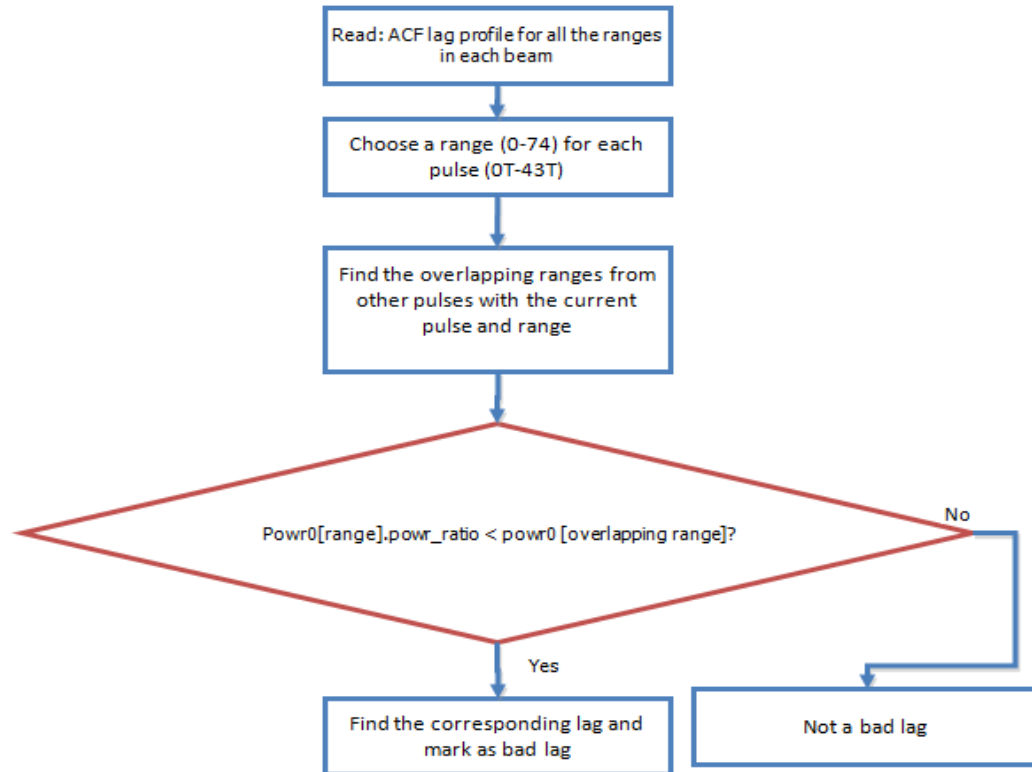 Read: ACF lag profile for all the ranges
in each beam
Choose a range (0-74) for each
pulse (0T-43T)
Find the overlapping ranges from
other pulses with the current
pulse and range
Powr0[range].powr_ratio < powr0 [overlapping range]?
No
Yes
Find the corresponding lag and
mark as bad lag
Not a bad lag